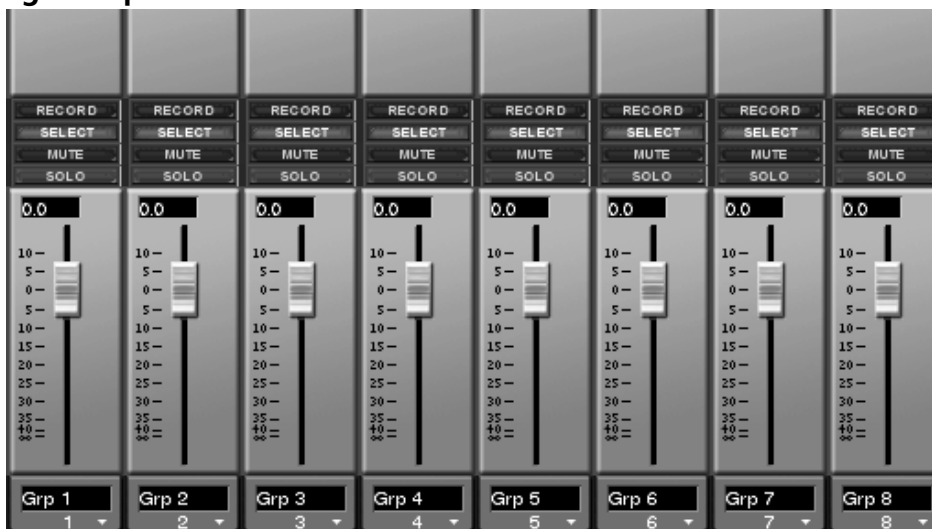 RECORD RECORD RECORD RECORD RECORD RECORD RECORD RECORD
SELECT SELECT SELECT SELECT SELECT SELECT SELECT SELECT
MUTE MUTE MUTE MUTE MUTE MUTE MUTE MUTE
SOLO SOLO SOLO SOLO SOLO SOLO SOLO SOLO
0.0 0.0 0.0 0.0 0.0 0.0 0.0 0.0
10 10 10 10 10 10 10 10
5 5 5 5 5 5 5 5
0 0 0 0 0 0 0 0
5 5 5 5 5 5 5 5
10 10 10 10 10 10 10 10
15 15 15 15 15 15 15 15
20 20 20 20 20 20 20 20
25 25 25 25 25 25 25 25
30 30 30 30 30 30 30 30
35 35 35 35 35 35 35 35
40 40 40 40 40 40 40 40
∞ ∞ ∞ ∞ ∞ ∞ ∞ ∞
Grp 1 Grp 2 Grp 3 Grp 4 Grp 5 Grp 6 Grp 7 Grp 8
1 2 3 4 5 6 7 8